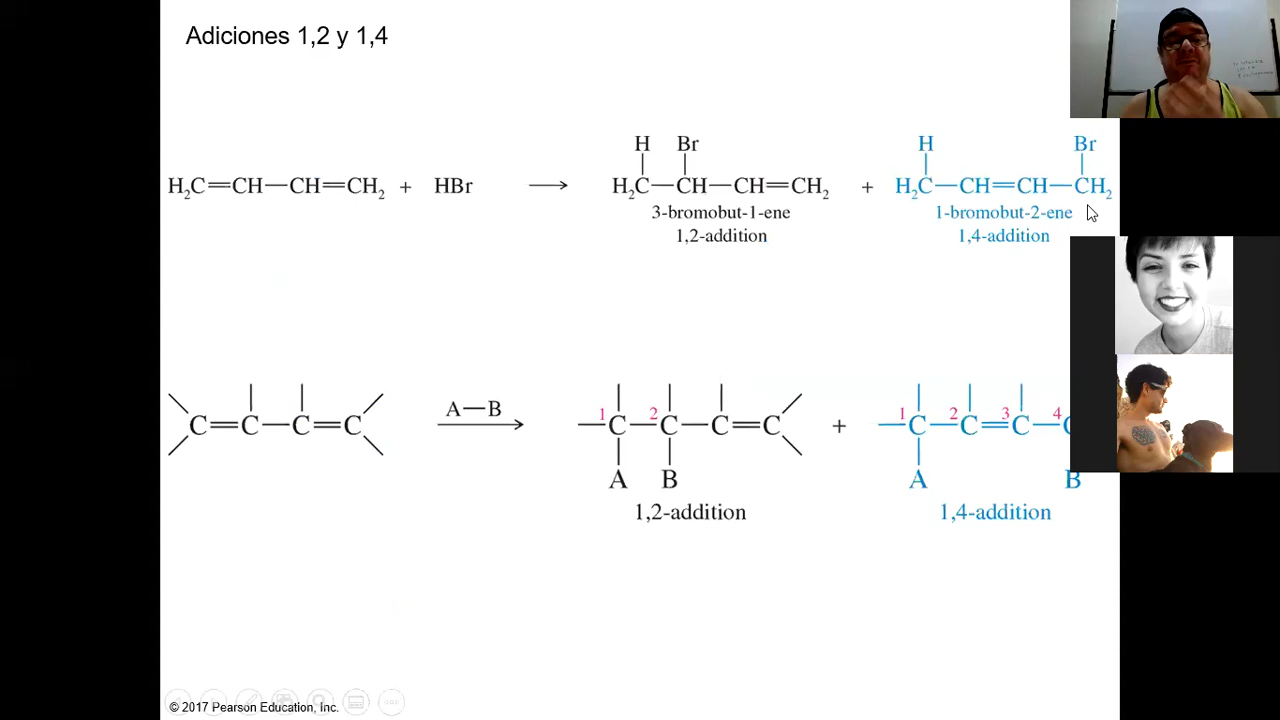 Adiciones 1,2 y 1,4
H Br
H₂C=CH—CH=CH₂ + HBr ⟶ H₂C—CH—CH=CH₂ + H₂C—CH=CH—CH₂
H Br
3-bromobut-1-ene
1,2-addition
1-bromobut-2-ene
1,4-addition
C=C—C=C
A—B
1 2
C—C—C=C
A B
1,2-addition
+
1 2 3 4
C—C=C—C
A B
1,4-addition
© 2017 Pearson Education, Inc.